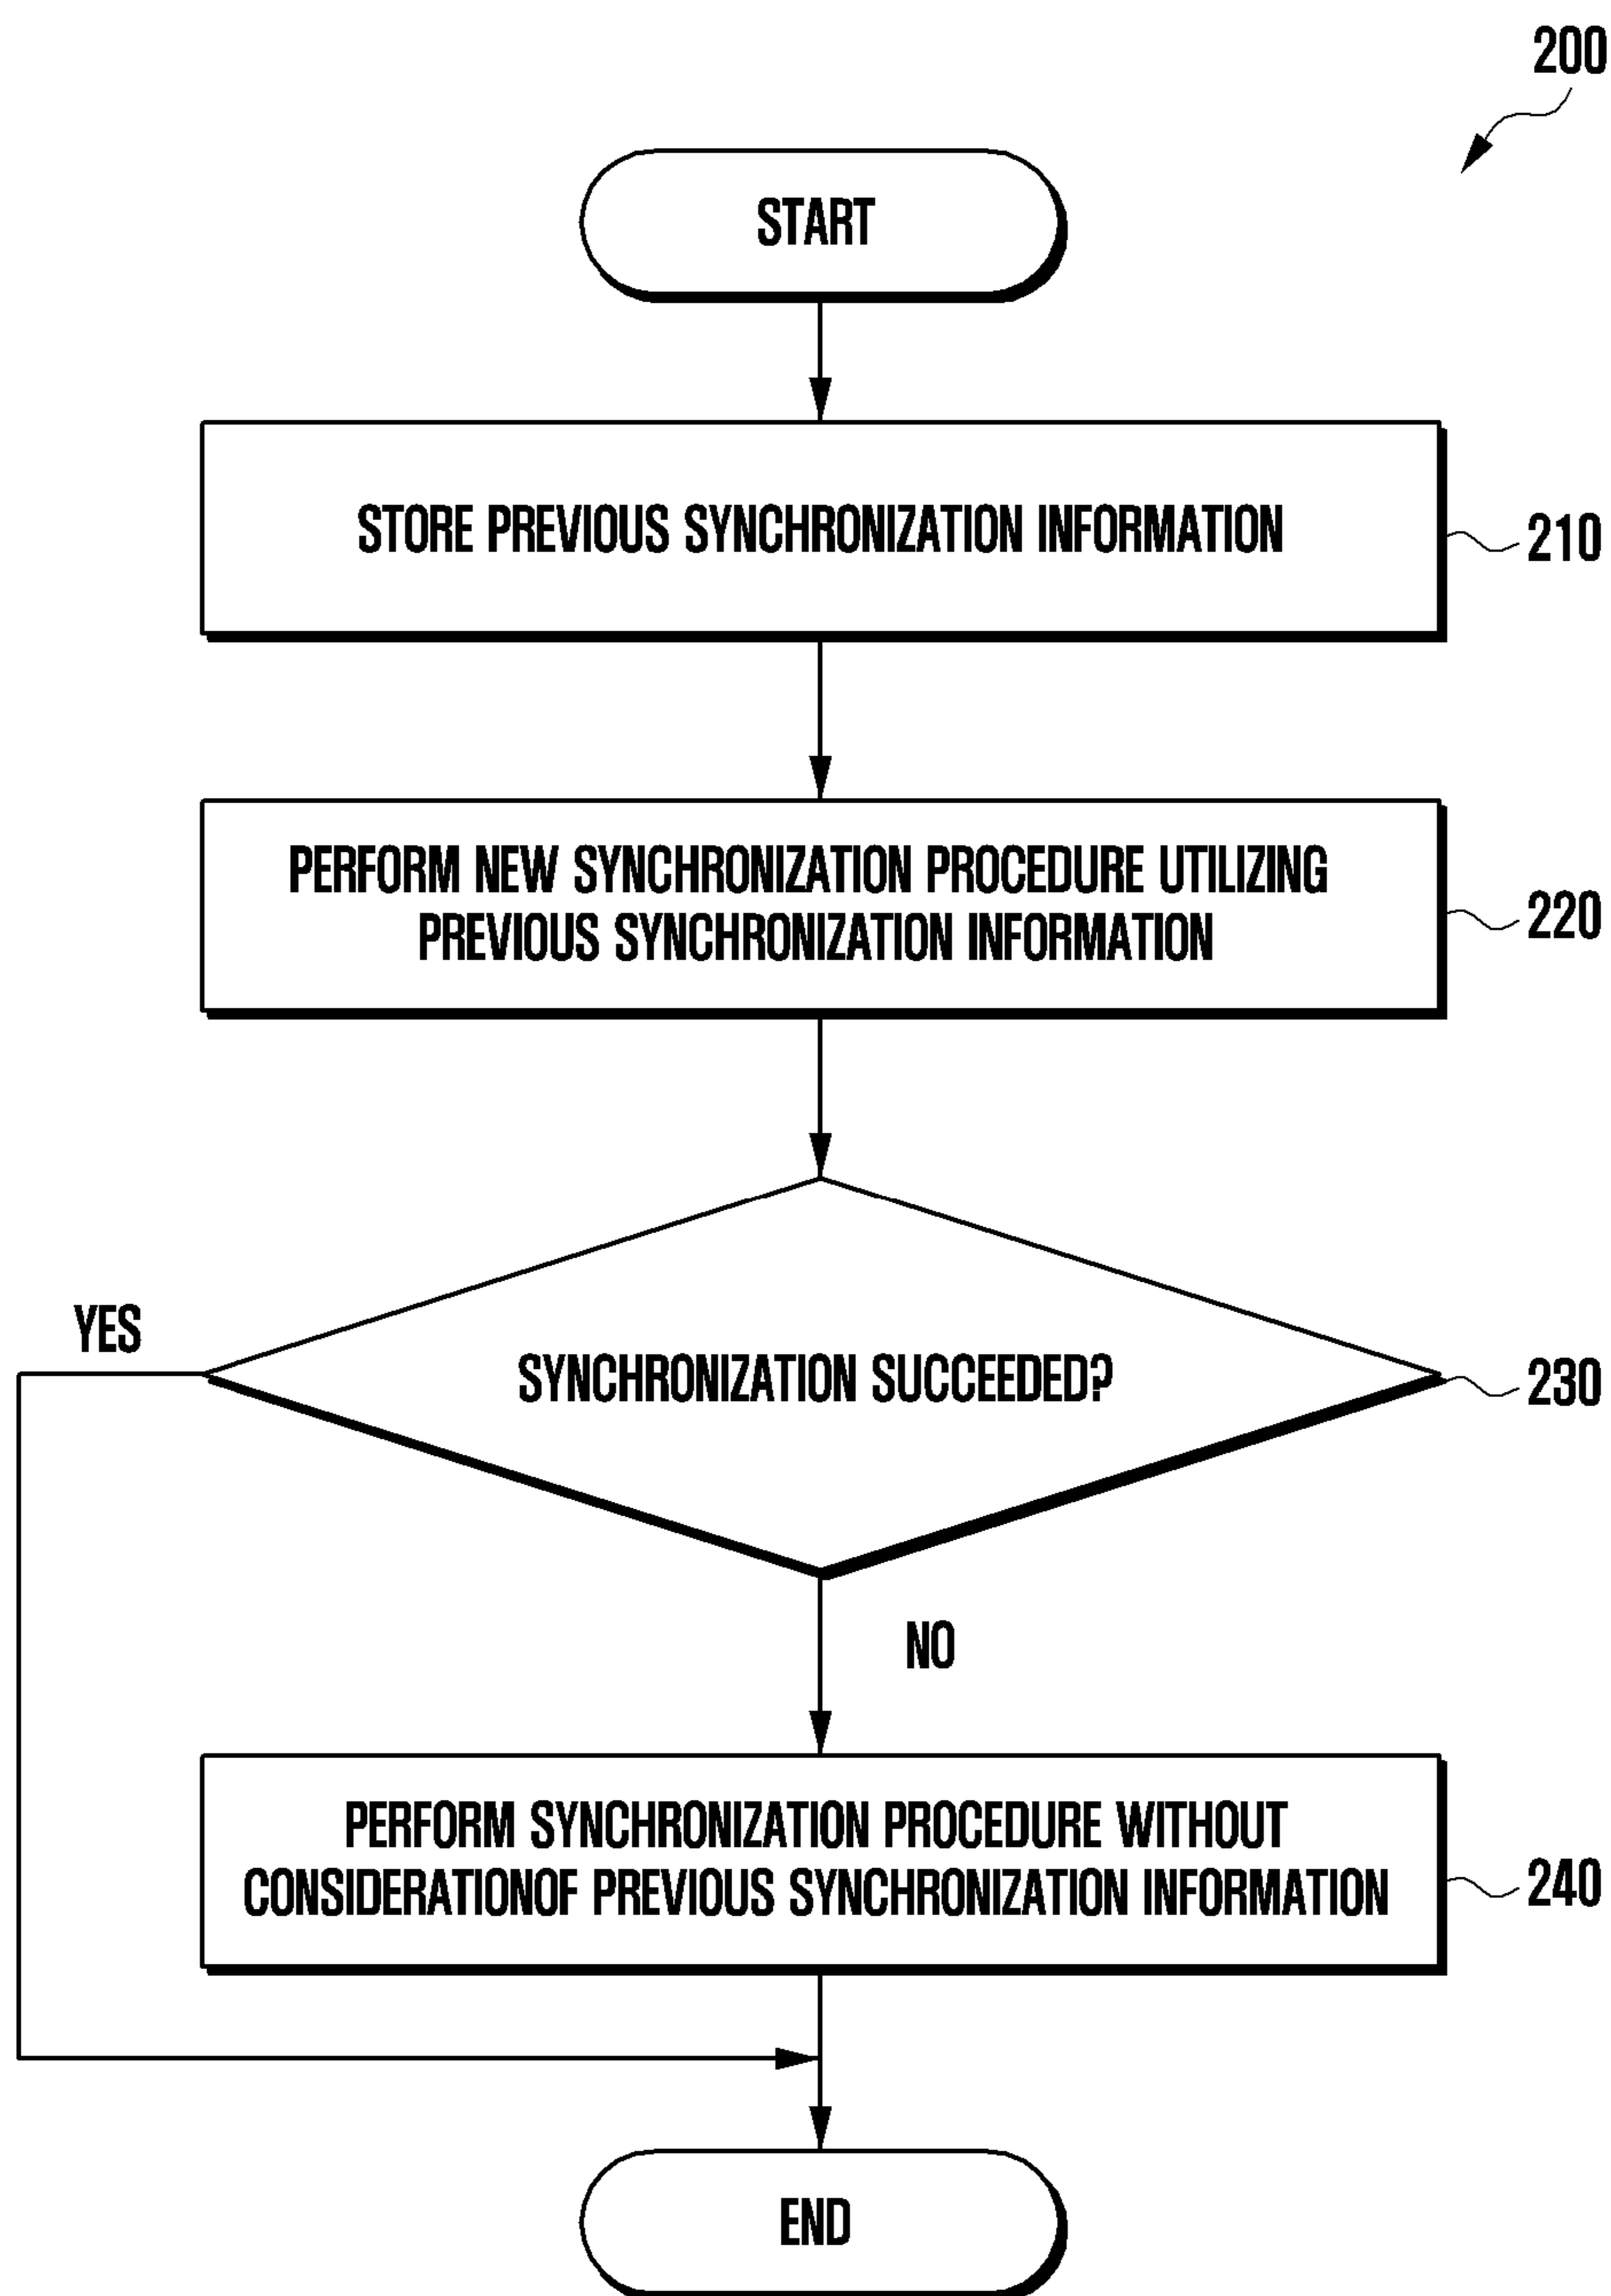 200
START
STORE PREVIOUS SYNCHRONIZATION INFORMATION
210
PERFORM NEW SYNCHRONIZATION PROCEDURE UTILIZING
PREVIOUS SYNCHRONIZATION INFORMATION
220
YES
SYNCHRONIZATION SUCCEEDED?
230
NO
PERFORM SYNCHRONIZATION PROCEDURE WITHOUT
CONSIDERATIONOF PREVIOUS SYNCHRONIZATION INFORMATION
240
END